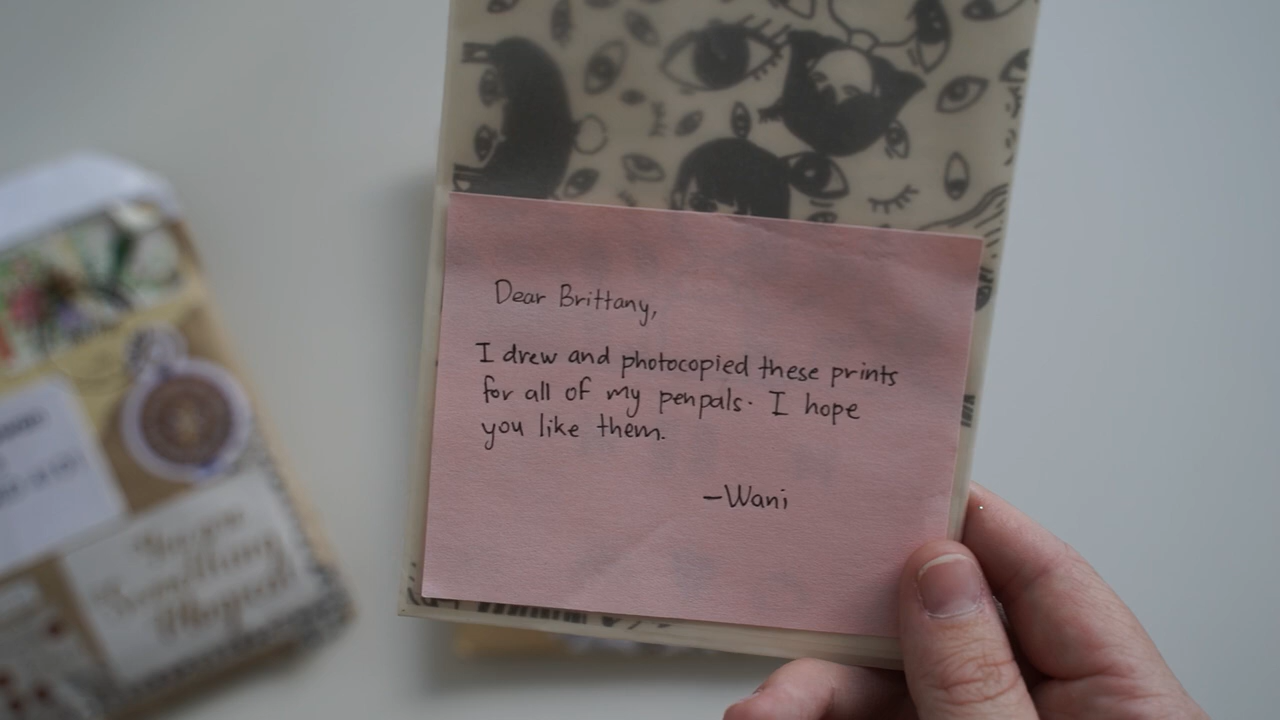 Dear Brittany,
I drew and photocopied these prints
for all of my penpals. I hope
you like them.
-Wani